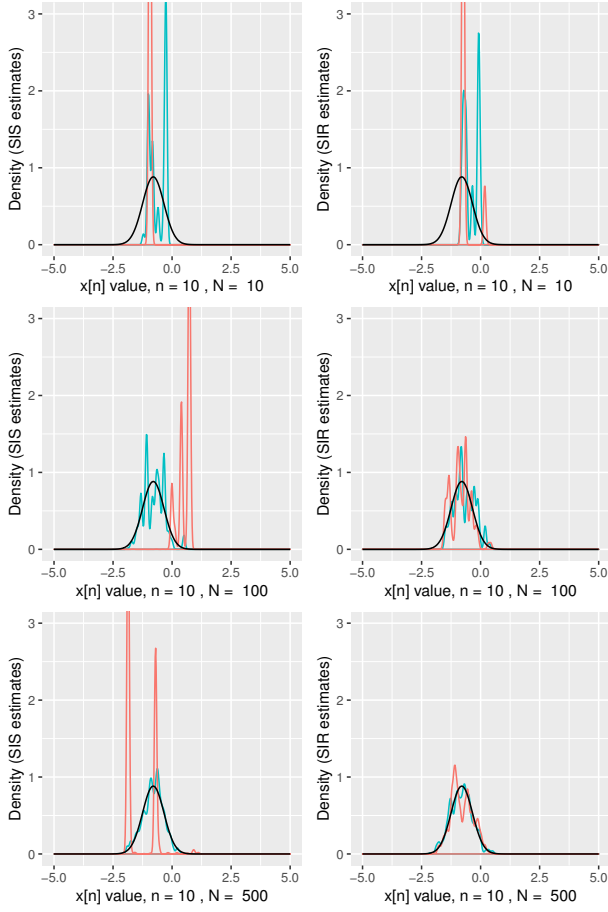 Density (SIS estimates)
3
2
1
0
−5.0 −2.5 0.0 2.5 5.0
x[n] value, n = 10 , N = 10
Density (SIR estimates)
3
2
1
0
−5.0 −2.5 0.0 2.5 5.0
x[n] value, n = 10 , N = 10
Density (SIS estimates)
3
2
1
0
−5.0 −2.5 0.0 2.5 5.0
x[n] value, n = 10 , N = 100
Density (SIR estimates)
3
2
1
0
−5.0 −2.5 0.0 2.5 5.0
x[n] value, n = 10 , N = 100
Density (SIS estimates)
3
2
1
0
−5.0 −2.5 0.0 2.5 5.0
x[n] value, n = 10 , N = 500
Density (SIR estimates)
3
2
1
0
−5.0 −2.5 0.0 2.5 5.0
x[n] value, n = 10 , N = 500